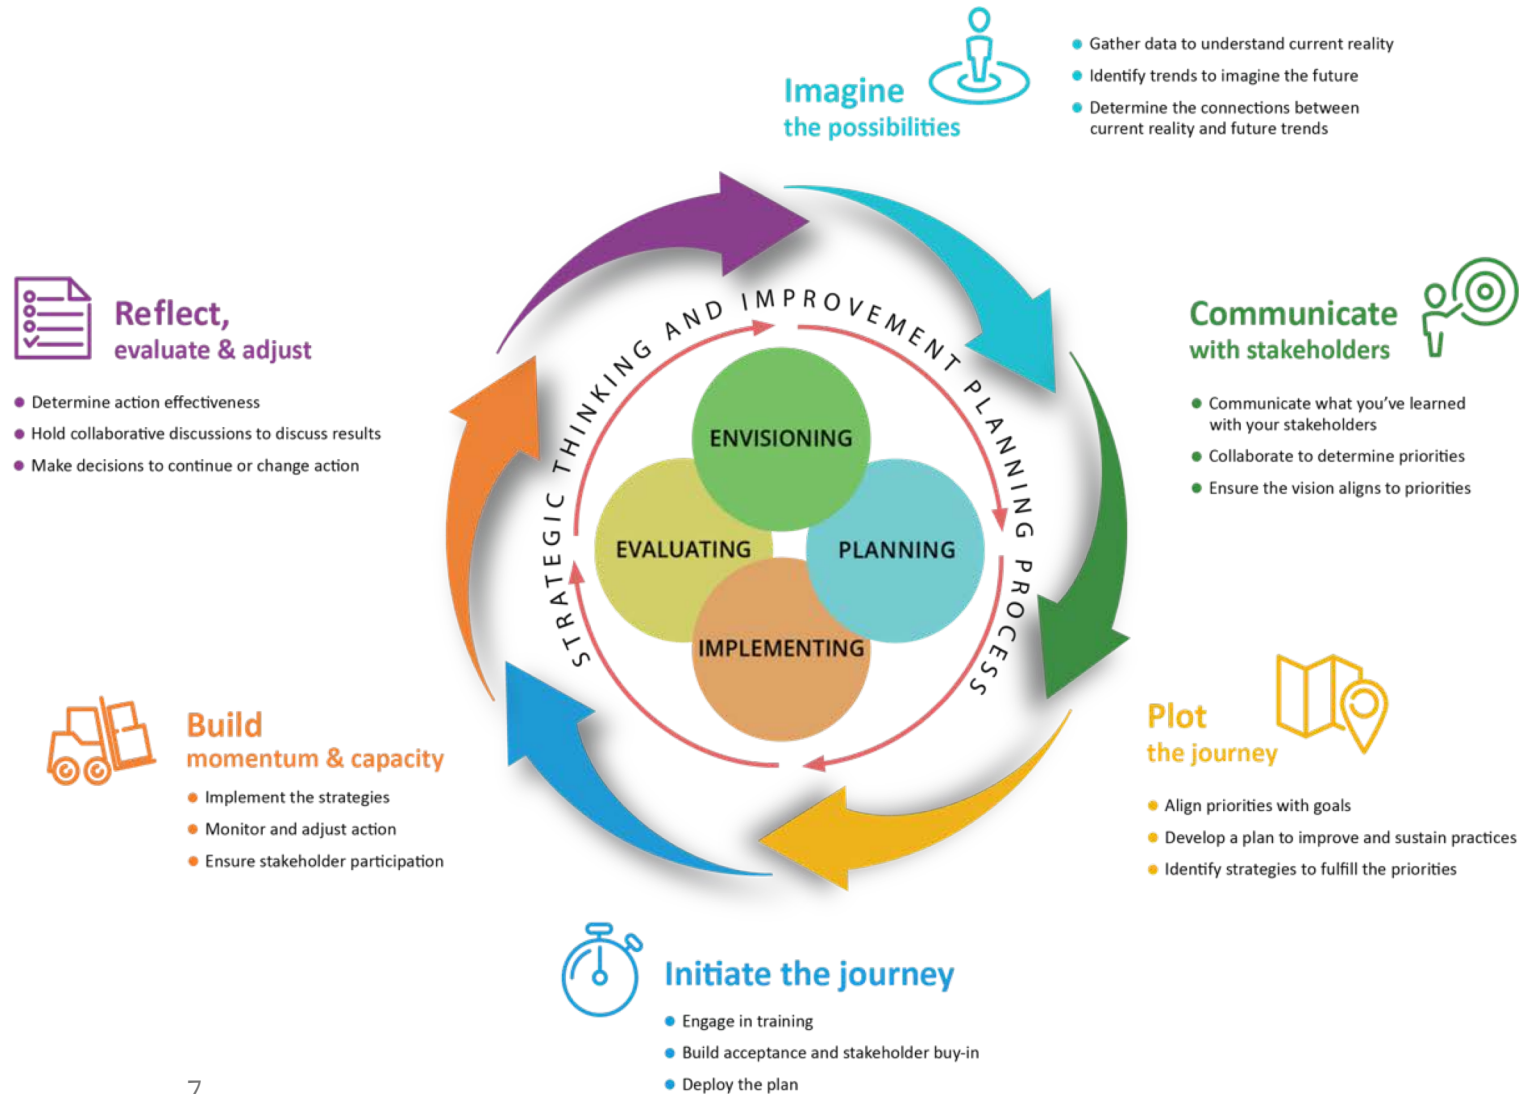 Imagine
the possibilities
Gather data to understand current reality
Identify trends to imagine the future
Determine the connections between
current reality and future trends
Communicate
with stakeholders
Communicate what you've learned
with your stakeholders
Collaborate to determine priorities
Ensure the vision aligns to priorities
Plot
the journey
Align priorities with goals
Develop a plan to improve and sustain practices
Identify strategies to fulfill the priorities
Initiate the journey
Engage in training
Build acceptance and stakeholder buy-in
Deploy the plan
Build
momentum & capacity
Implement the strategies
Monitor and adjust action
Ensure stakeholder participation
Reflect,
evaluate & adjust
Determine action effectiveness
Hold collaborative discussions to discuss results
Make decisions to continue or change action
STRATEGIC THINKING AND IMPROVEMENT PLANNING PROCESS
ENVISIONING
PLANNING
IMPLEMENTING
EVALUATING
7